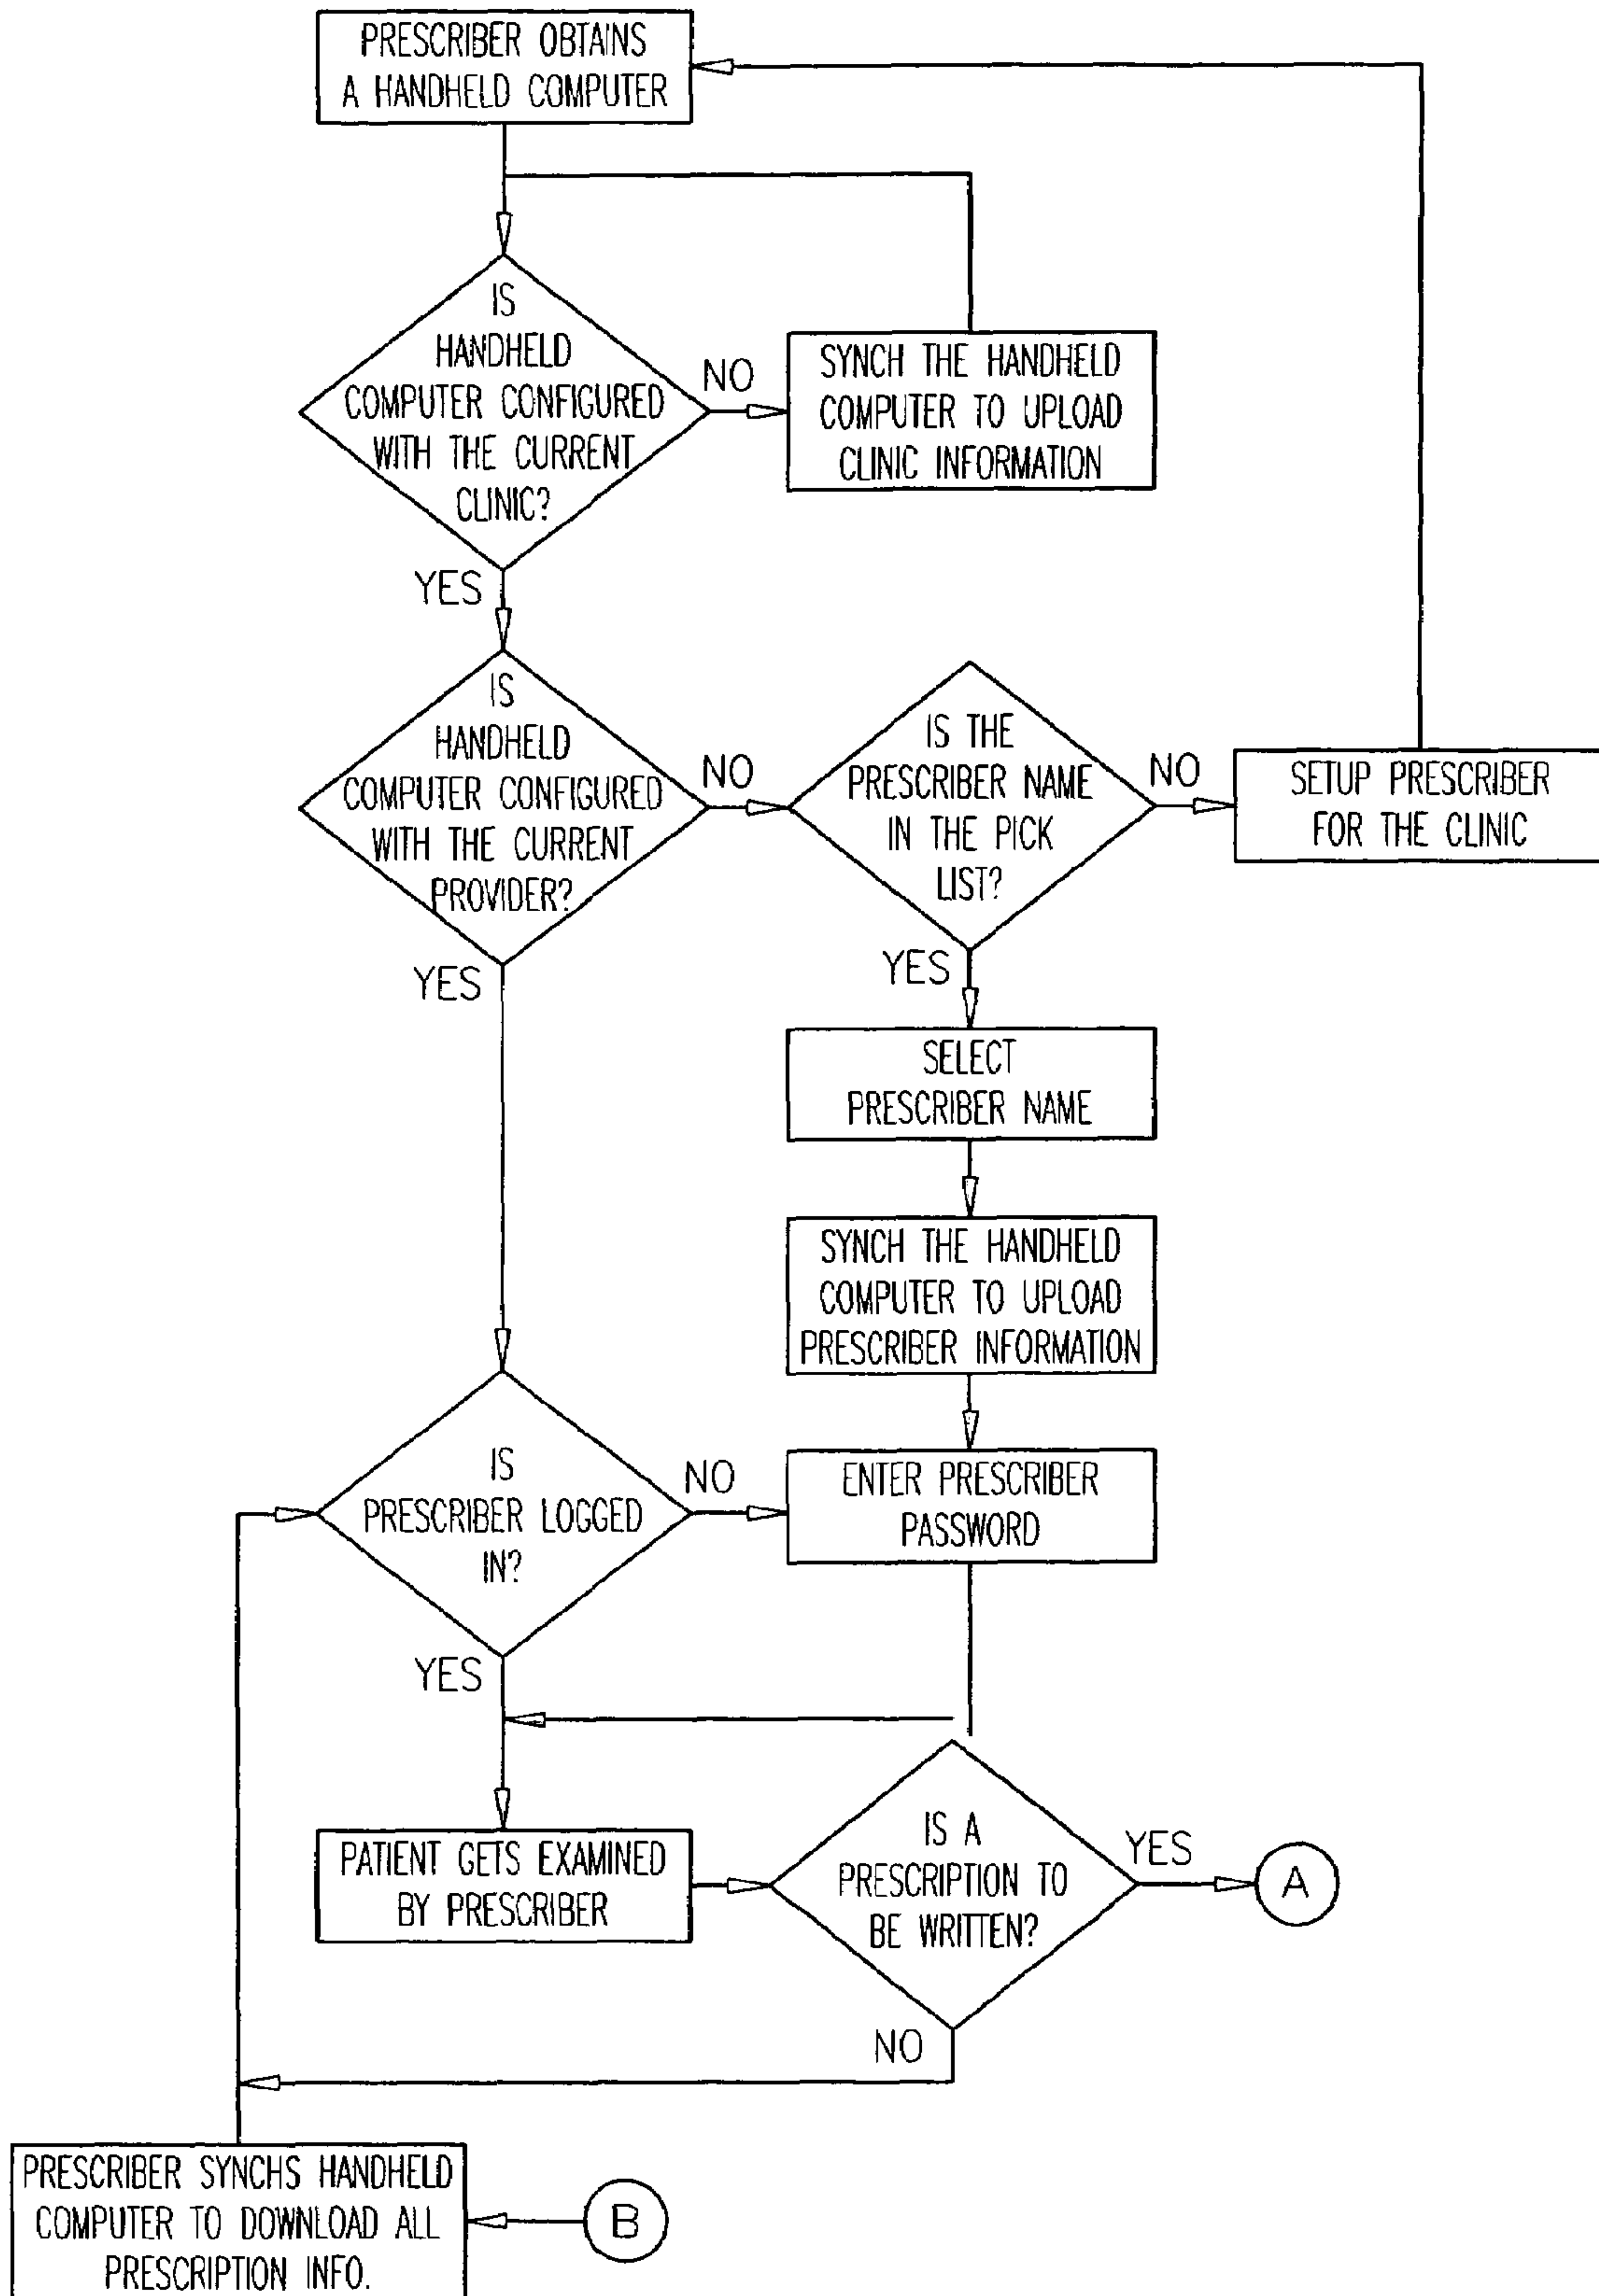 PRESCRIBER OBTAINS
A HANDHELD COMPUTER
IS
HANDHELD
COMPUTER CONFIGURED
WITH THE CURRENT
CLINIC?
NO
SYNCH THE HANDHELD
COMPUTER TO UPLOAD
CLINIC INFORMATION
YES
IS
HANDHELD
COMPUTER CONFIGURED
WITH THE CURRENT
PROVIDER?
NO
IS THE
PRESCRIBER NAME
IN THE PICK
LIST?
NO
SETUP PRESCRIBER
FOR THE CLINIC
YES
YES
SELECT
PRESCRIBER NAME
SYNCH THE HANDHELD
COMPUTER TO UPLOAD
PRESCRIBER INFORMATION
IS
PRESCRIBER LOGGED
IN?
NO
ENTER PRESCRIBER
PASSWORD
YES
PATIENT GETS EXAMINED
BY PRESCRIBER
IS A
PRESCRIPTION TO
BE WRITTEN?
YES
A
NO
PRESCRIBER SYNCHS HANDHELD
COMPUTER TO DOWNLOAD ALL
PRESCRIPTION INFO.
B